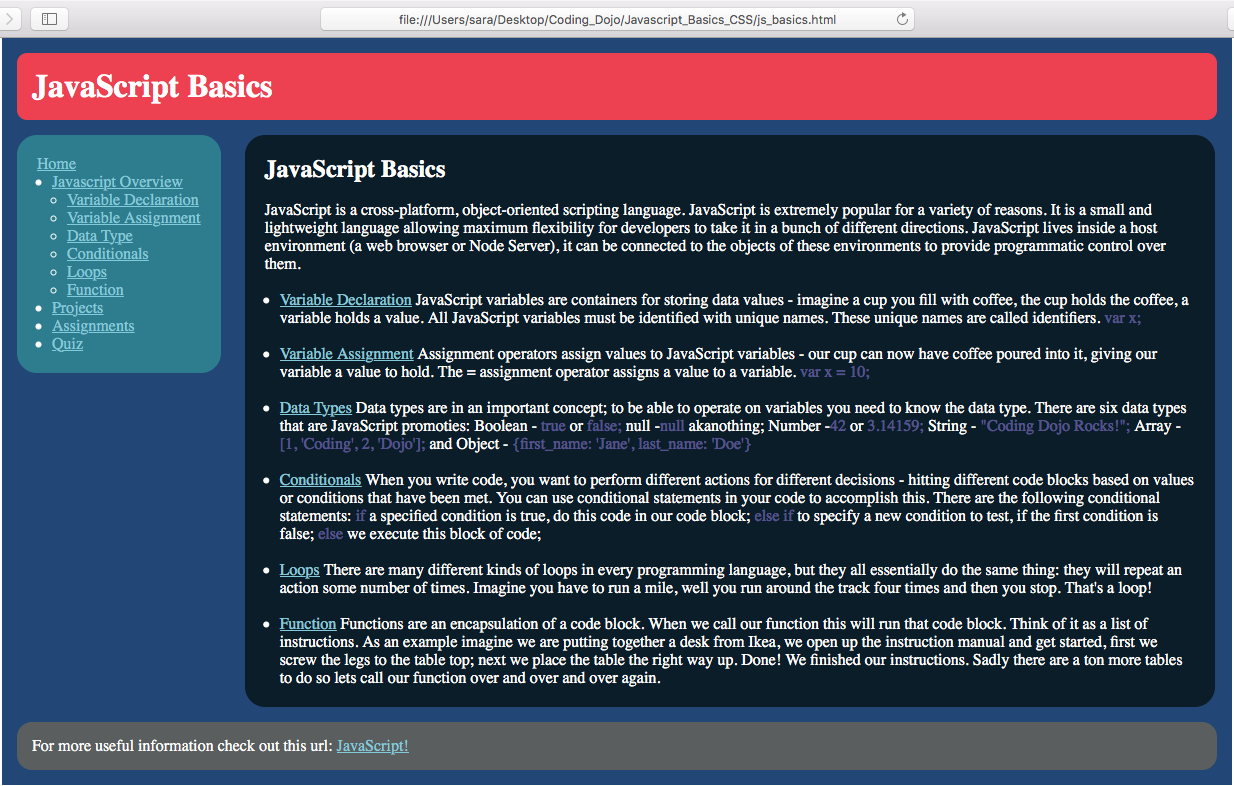 file:///Users/sara/Desktop/Coding_Dojo/Javascript_Basics_CSS/js_basics.html
JavaScript Basics
Home
Javascript Overview
Variable Declaration
Variable Assignment
Data Type
Conditionals
Loops
Function
Projects
Assignments
Quiz
JavaScript Basics
JavaScript is a cross-platform, object-oriented scripting language. JavaScript is extremely popular for a variety of reasons. It is a small and
lightweight language allowing maximum flexibility for developers to take it in a bunch of different directions. JavaScript lives inside a host
environment (a web browser or Node Server), it can be connected to the objects of these environments to provide programmatic control over
them.
Variable Declaration JavaScript variables are containers for storing data values - imagine a cup you fill with coffee, the cup holds the coffee, a
variable holds a value. All JavaScript variables must be identified with unique names. These unique names are called identifiers. var x;
Variable Assignment Assignment operators assign values to JavaScript variables - our cup can now have coffee poured into it, giving our
variable a value to hold. The = assignment operator assigns a value to a variable. var x = 10;
Data Types Data types are in an important concept; to be able to operate on variables you need to know the data type. There are six data types
that are JavaScript promoties: Boolean - true or false; null -null akanothing; Number -42 or 3.14159; String - "Coding Dojo Rocks!"; Array -
[1, 'Coding', 2, 'Dojo']; and Object - {first_name: 'Jane', last_name: 'Doe'}
Conditionals When you write code, you want to perform different actions for different decisions - hitting different code blocks based on values
or conditions that have been met. You can use conditional statements in your code to accomplish this. There are the following conditional
statements: if a specified condition is true, do this code in our code block; else if to specify a new condition to test, if the first condition is
false; else we execute this block of code;
Loops There are many different kinds of loops in every programming language, but they all essentially do the same thing: they will repeat an
action some number of times. Imagine you have to run a mile, well you run around the track four times and then you stop. That's a loop!
Function Functions are an encapsulation of a code block. When we call our function this will run that code block. Think of it as a list of
instructions. As an example imagine we are putting together a desk from Ikea, we open up the instruction manual and get started, first we
screw the legs to the table top; next we place the table the right way up. Done! We finished our instructions. Sadly there are a ton more tables
to do so lets call our function over and over and over again.
For more useful information check out this url: JavaScript!